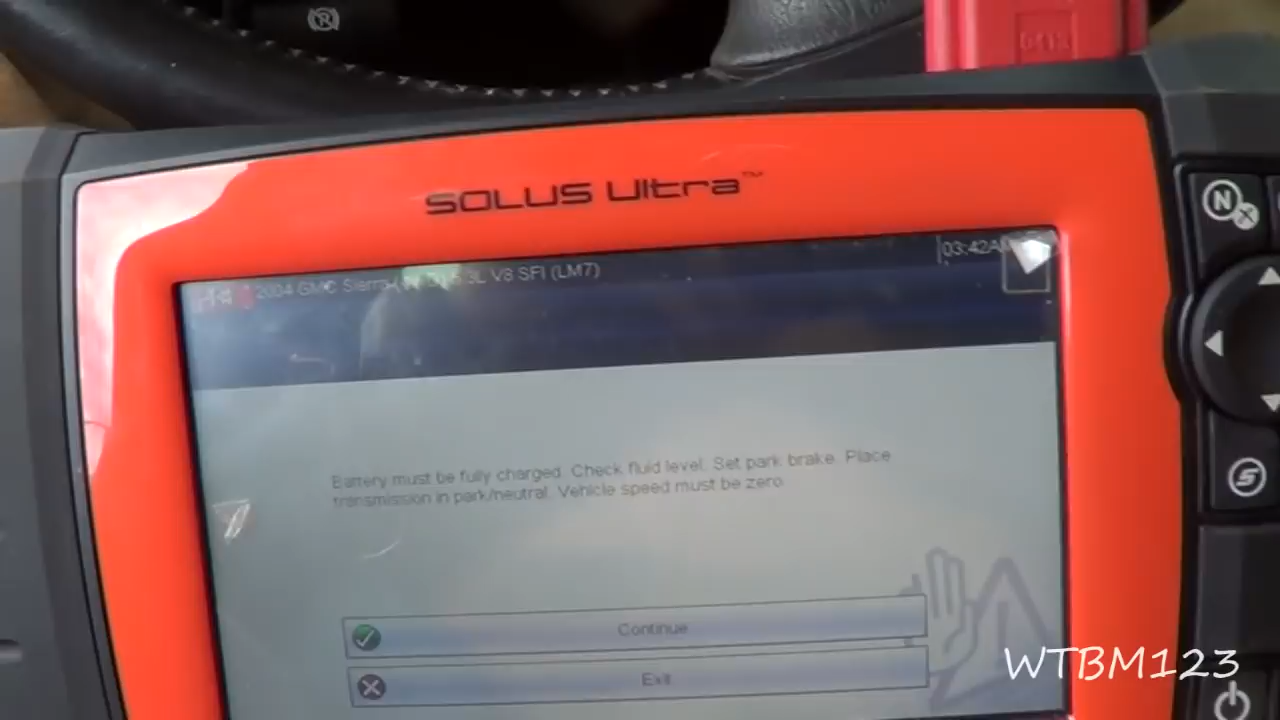 SOLUS Ultra™
03:42A
2004 GMC Sierra 5.3L V8 SFI (LM7)
N
Battery must be fully charged. Check fluid level. Set park brake. Place
transmission in park/neutral. Vehicle speed must be zero.
S
Continue
Exit
WTBM123